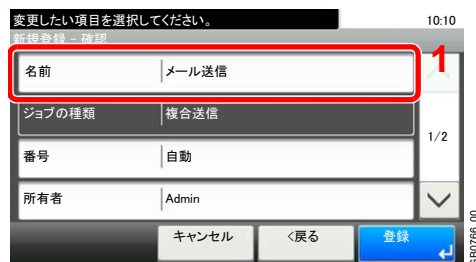 変更したい項目を選択してください。 10:10
新規登録 - 確認
名前 メール送信
1
ジョブの種類 複合送信
1/2
番号 自動
所有者 Admin
キャンセル <戻る 登録